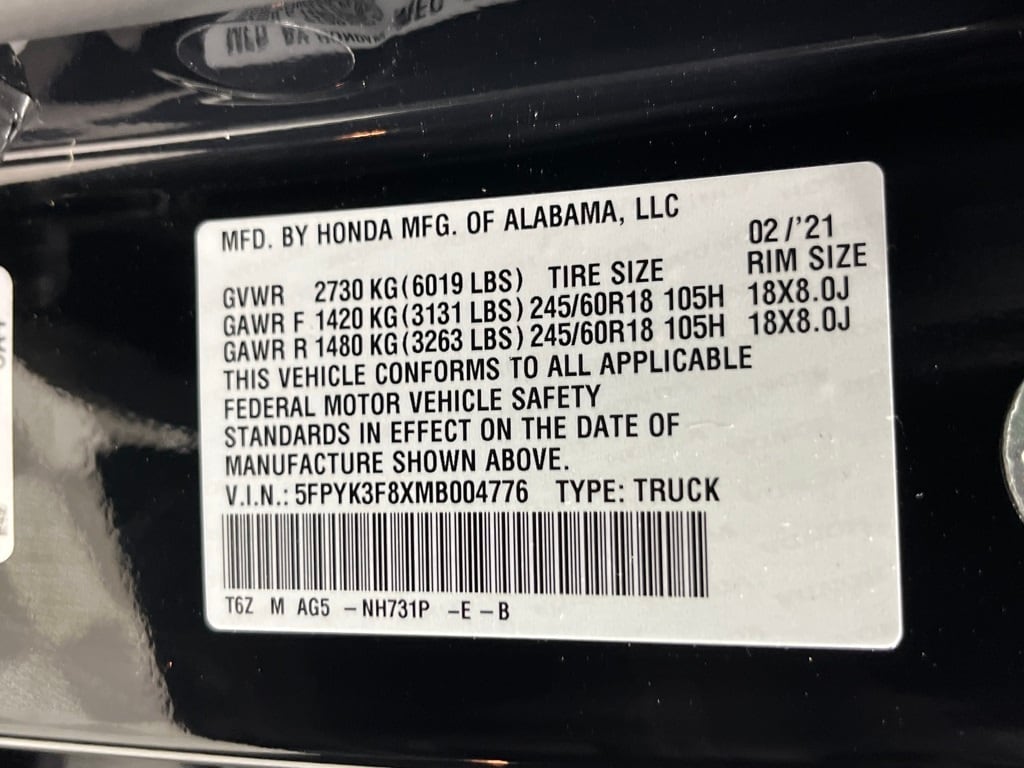 MFD. BY HONDA MFG. OF ALABAMA, LLC
02/'21
GVWR 2730 KG (6019 LBS) TIRE SIZE RIM SIZE
GAWR F 1420 KG (3131 LBS) 245/60R18 105H 18X8.0J
GAWR R 1480 KG (3263 LBS) 245/60R18 105H 18X8.0J
THIS VEHICLE CONFORMS TO ALL APPLICABLE
FEDERAL MOTOR VEHICLE SAFETY
STANDARDS IN EFFECT ON THE DATE OF
MANUFACTURE SHOWN ABOVE.
V.I.N.: 5FPYK3F8XMB004776 TYPE: TRUCK
T6Z M AG5 –NH731P –E –B